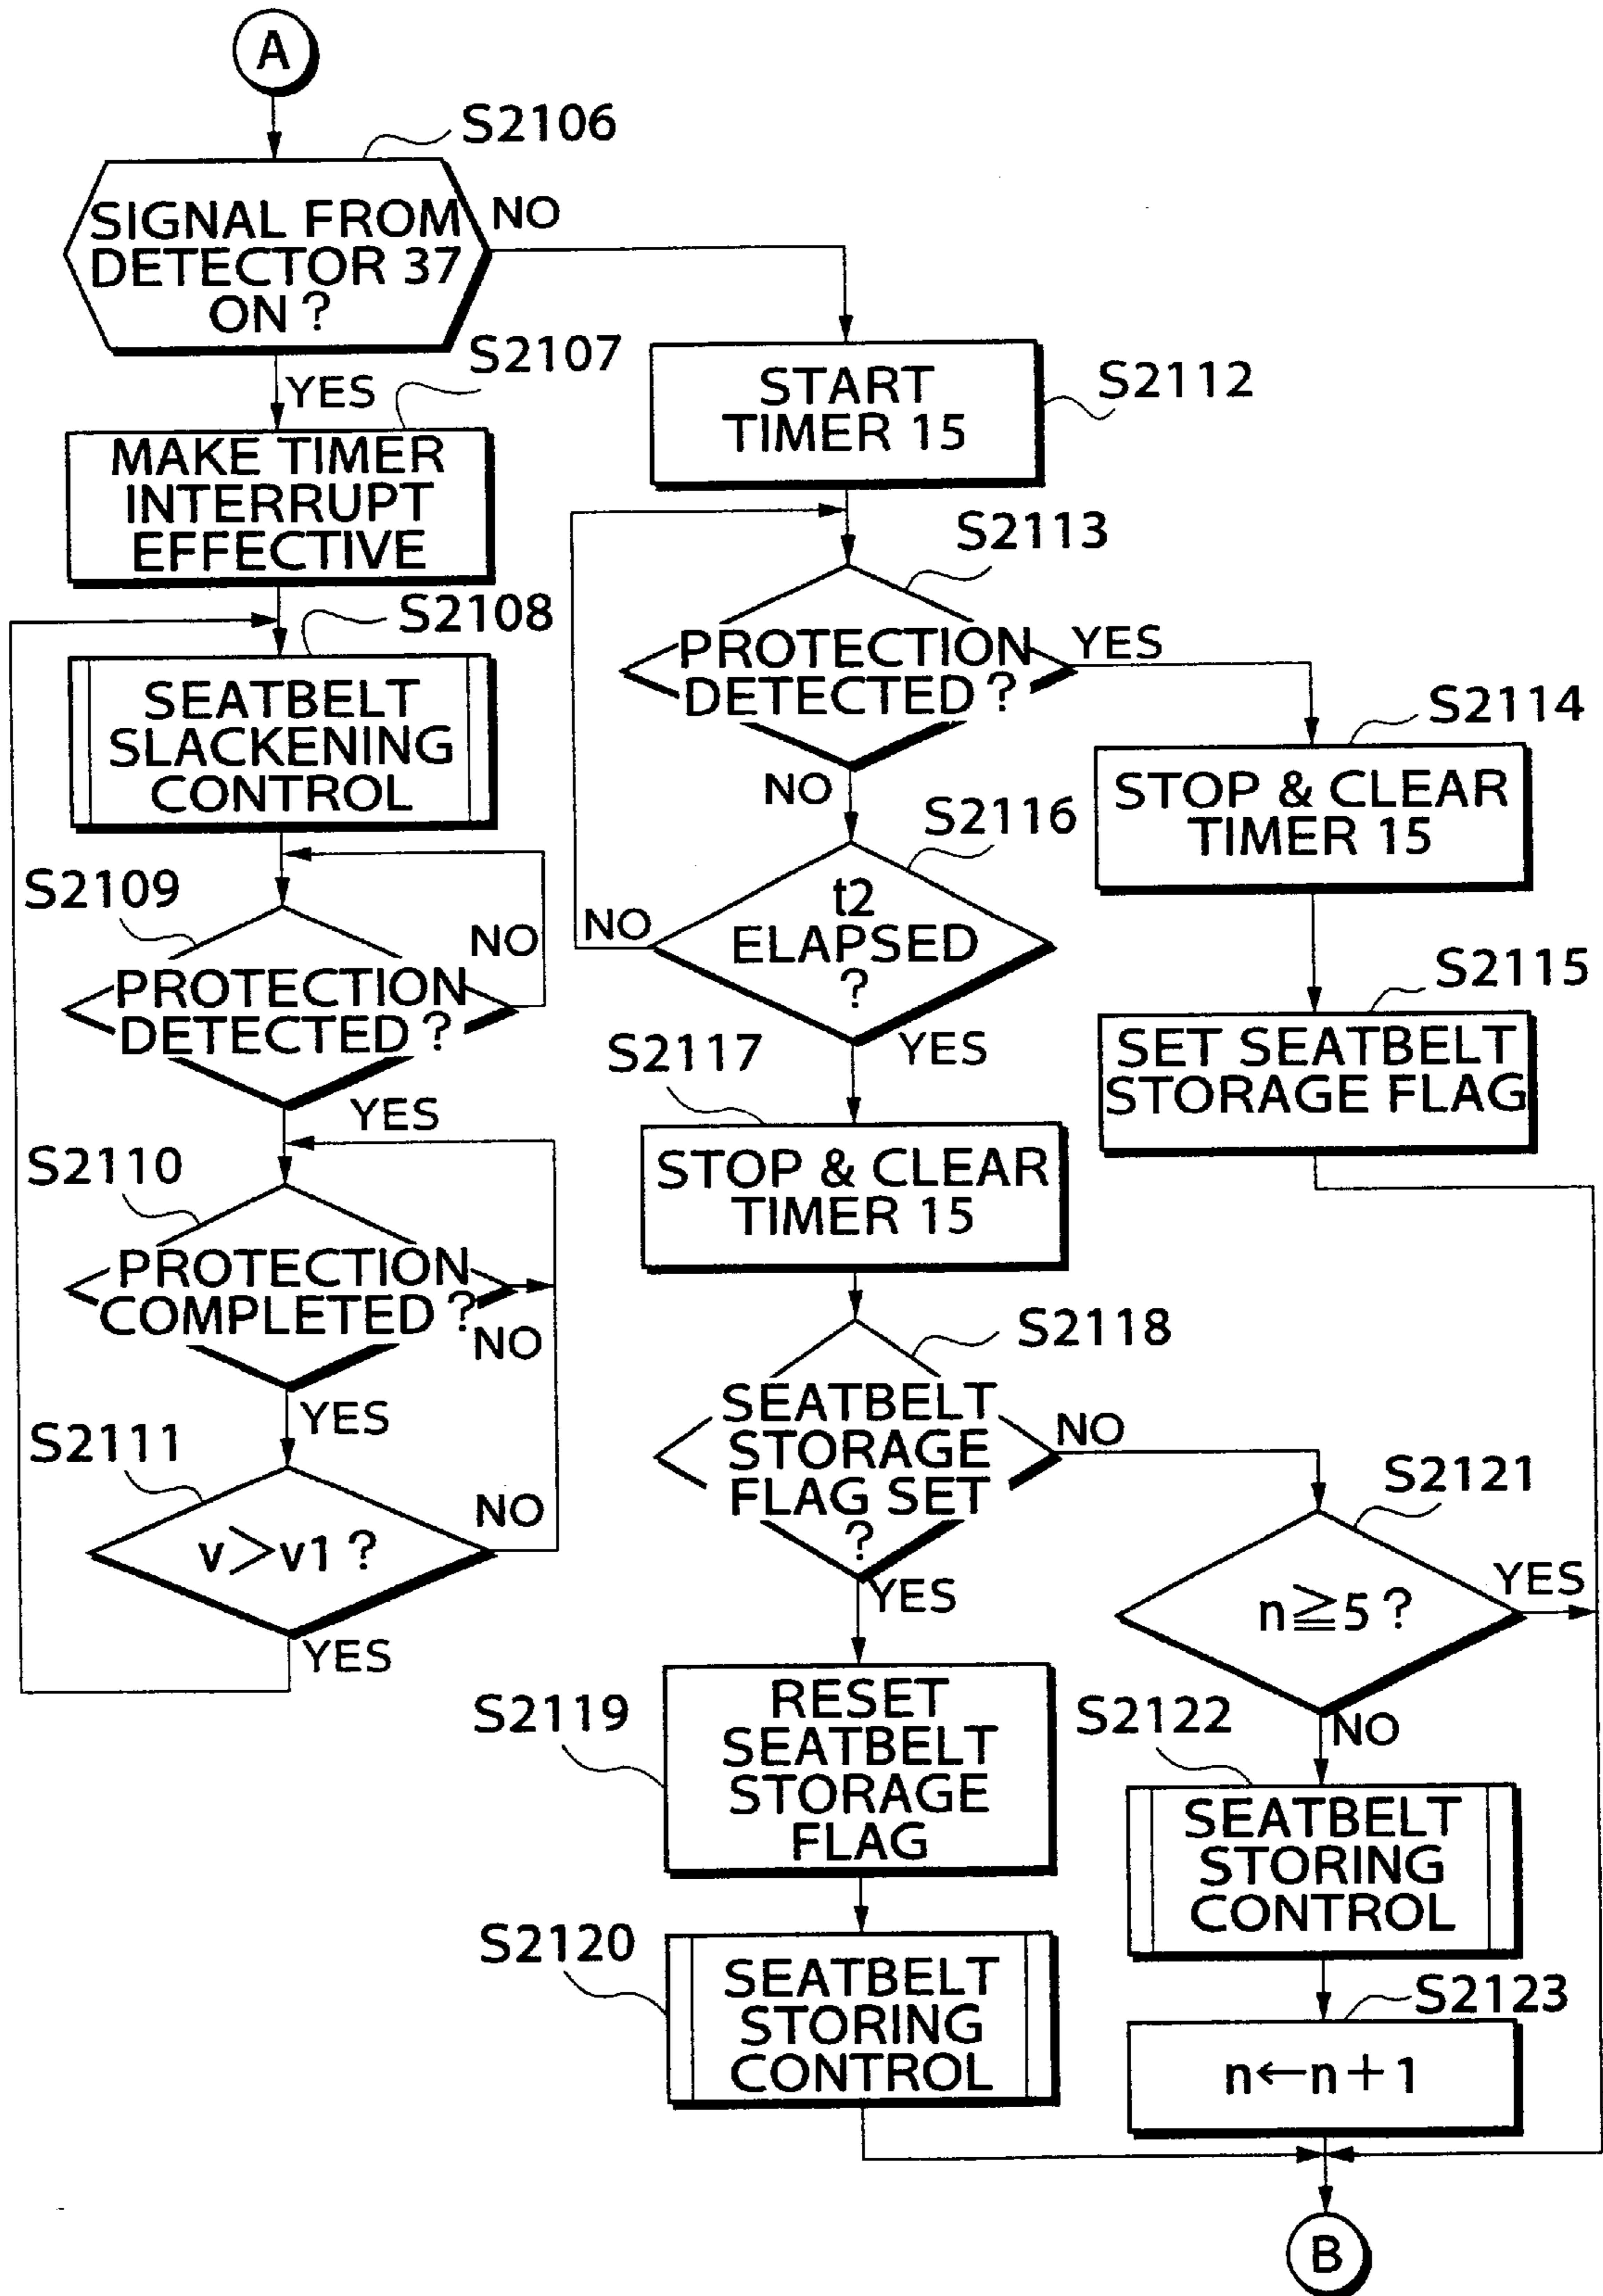 A
S2106
SIGNAL FROM
DETECTOR 37
ON ?
NO
YES
S2107
MAKE TIMER
INTERRUPT
EFFECTIVE
S2108
SEATBELT
SLACKENING
CONTROL
S2109
PROTECTION
DETECTED ?
NO
YES
S2110
PROTECTION
COMPLETED ?
NO
YES
S2111
v>v1 ?
NO
YES
START
TIMER 15
S2112
S2113
PROTECTION
DETECTED ?
YES
NO
S2114
STOP & CLEAR
TIMER 15
S2115
SET SEATBELT
STORAGE FLAG
S2116
t2
ELAPSED
?
NO
YES
S2117
STOP & CLEAR
TIMER 15
S2118
SEATBELT
STORAGE
FLAG SET
?
NO
YES
S2119
RESET
SEATBELT
STORAGE
FLAG
S2120
SEATBELT
STORING
CONTROL
S2121
n≧5 ?
YES
NO
S2122
SEATBELT
STORING
CONTROL
S2123
n←n+1
B